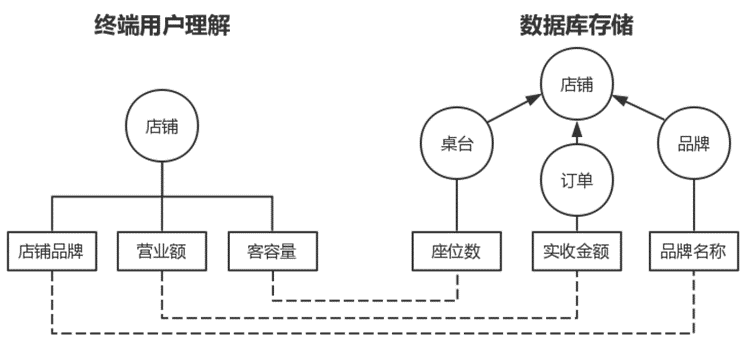 终端用户理解
数据库存储
店铺
店铺品牌
营业额
客容量
店铺
桌台
订单
品牌
座位数
实收金额
品牌名称